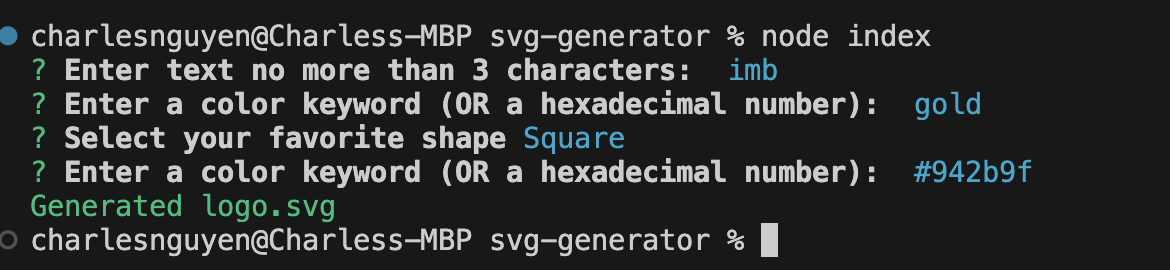 charlesnguyen@Charless-MBP svg-generator % node index
? Enter text no more than 3 characters: imb
? Enter a color keyword (OR a hexadecimal number): gold
? Select your favorite shape Square
? Enter a color keyword (OR a hexadecimal number): #942b9f
Generated logo.svg
charlesnguyen@Charless-MBP svg-generator %